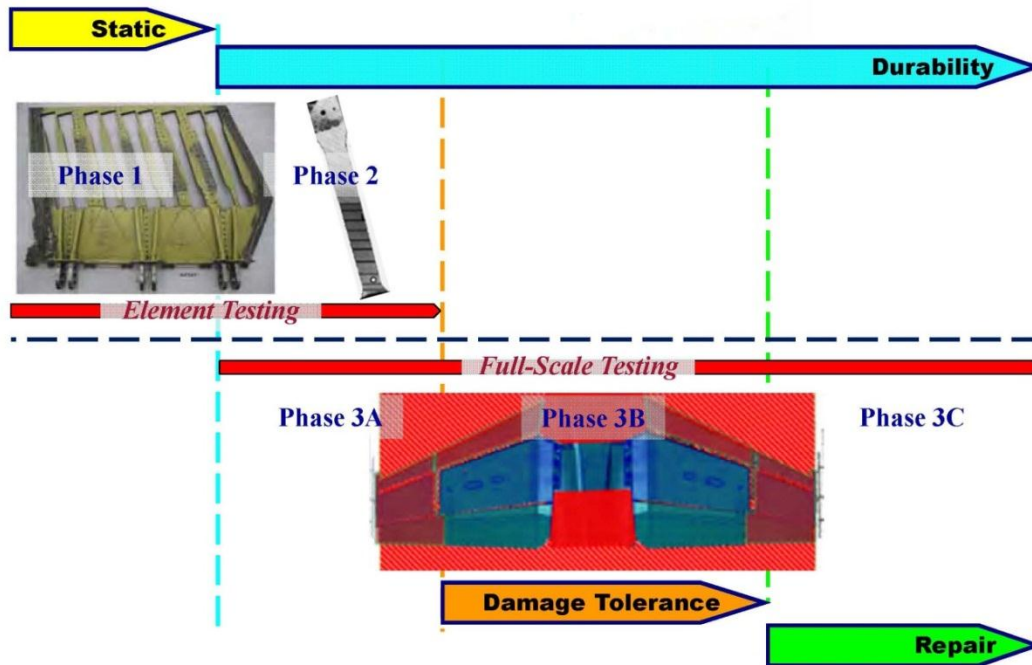 Static
Durability
Phase 1
Phase 2
Element Testing
Full-Scale Testing
Phase 3A
Phase 3B
Phase 3C
Damage Tolerance
Repair